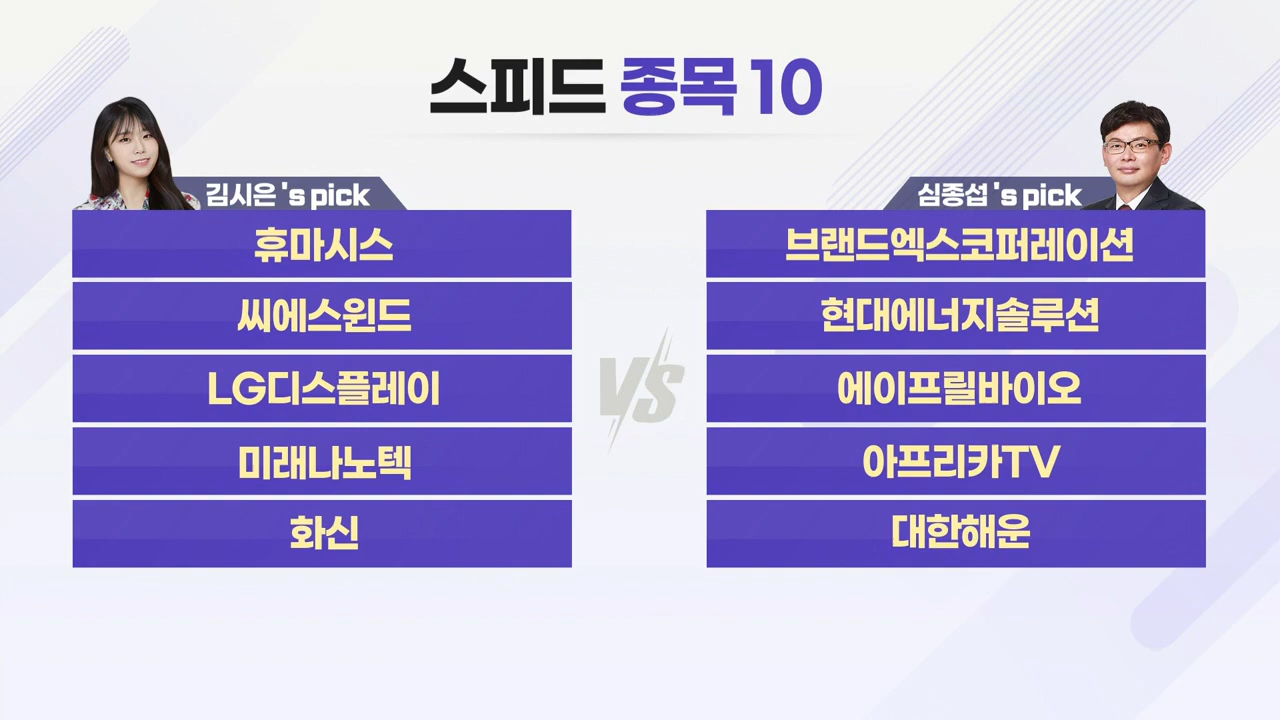 스피드 종목 10
김시은 's pick
휴마시스
씨에스윈드
LG디스플레이
미래나노텍
화신
VS
심종섭 's pick
브랜드엑스코퍼레이션
현대에너지솔루션
에이프릴바이오
아프리카TV
대한해운